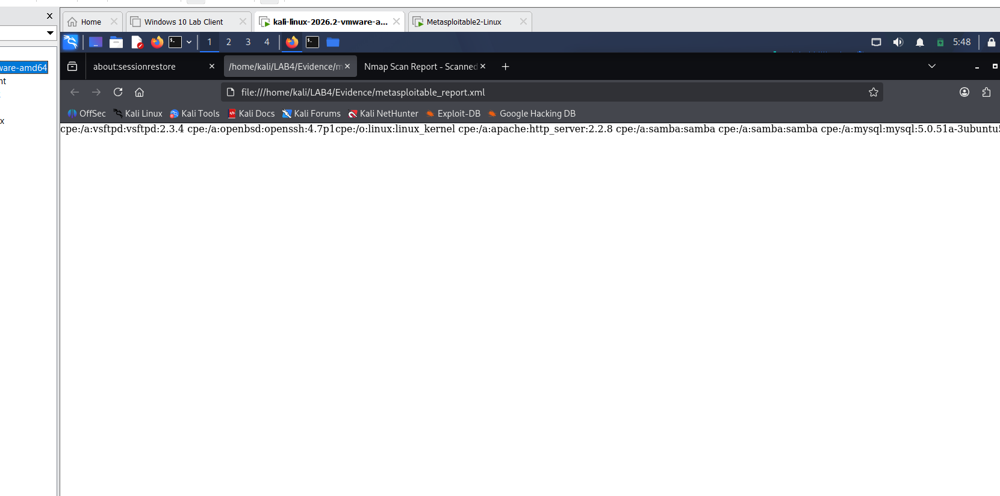 Home
Windows 10 Lab Client
kali-linux-2026.2-vmware-a...
Metasploitable2-Linux
ware-amd64
nt
x
1 2 3 4
5:48
about:sessionrestore
/home/kali/LAB4/Evidence/m
Nmap Scan Report - Scanned
file:///home/kali/LAB4/Evidence/metasploitable_report.xml
OffSec Kali Linux Kali Tools Kali Docs Kali Forums Kali NetHunter Exploit-DB Google Hacking DB
cpe:/a:vsftpd:vsftpd:2.3.4 cpe:/a:openbsd:openssh:4.7p1cpe:/o:linux:linux_kernel cpe:/a:apache:http_server:2.2.8 cpe:/a:samba:samba cpe:/a:samba:samba cpe:/a:mysql:mysql:5.0.51a-3ubuntu5